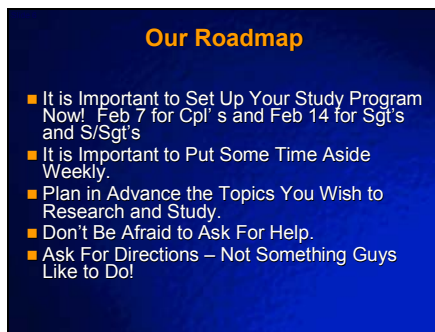 Our Roadmap
It is Important to Set Up Your Study Program
Now!  Feb 7 for Cpl' s and Feb 14 for Sgt's
and S/Sgt's
It is Important to Put Some Time Aside
Weekly.
Plan in Advance the Topics You Wish to
Research and Study.
Don't Be Afraid to Ask For Help.
Ask For Directions – Not Something Guys
Like to Do!